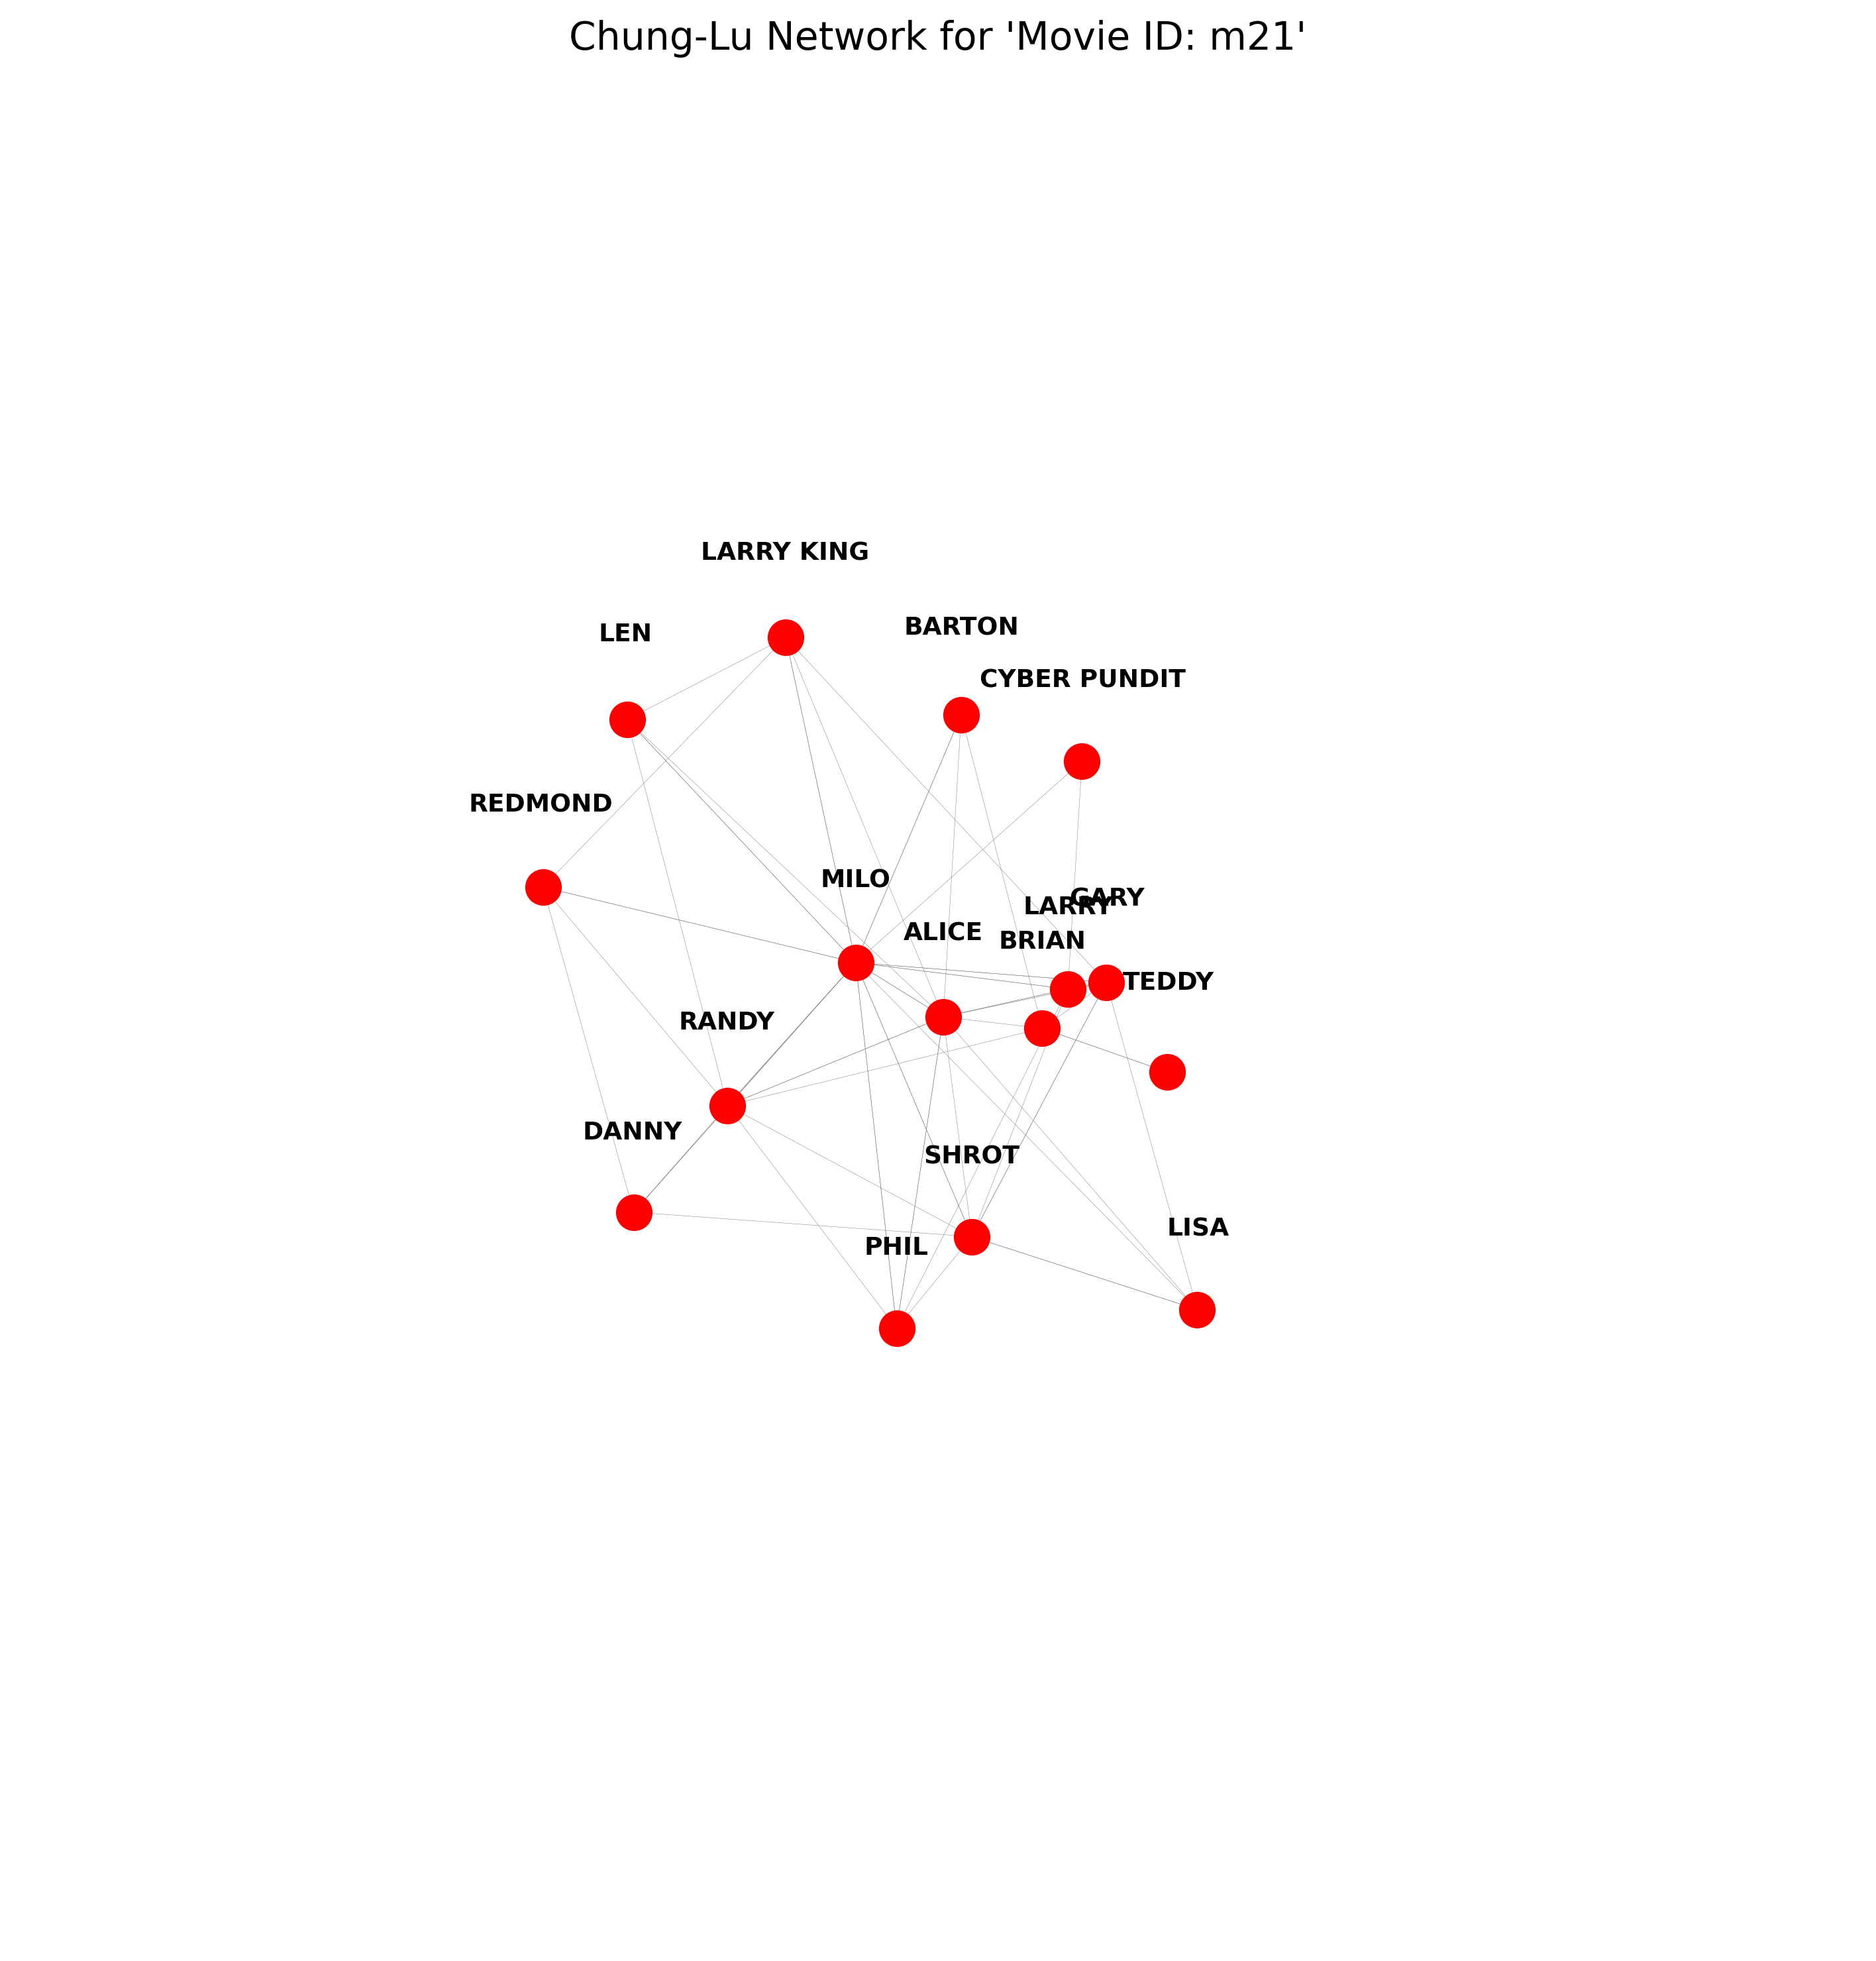 Chung-Lu Network for 'Movie ID: m21'
LARRY KING
LEN
BARTON
CYBER PUNDIT
REDMOND
MILO
GARY
LARRY
ALICE
BRIAN
TEDDY
RANDY
DANNY
SHROT
LISA
PHIL